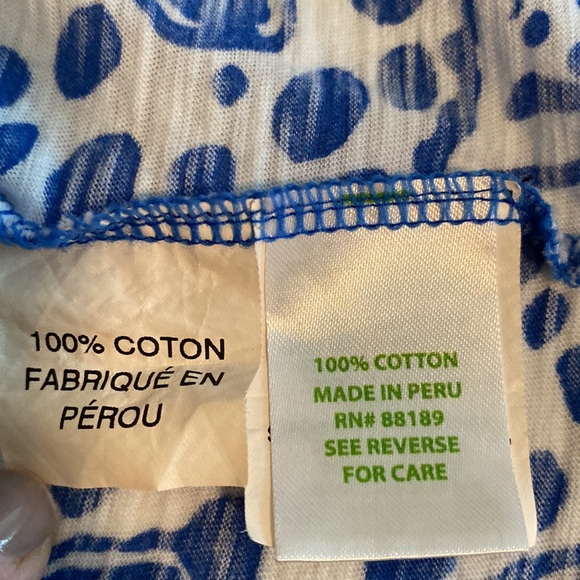 100% COTON
FABRIQUÉ EN
PÉROU
100% COTTON
MADE IN PERU
RN# 88189
SEE REVERSE
FOR CARE